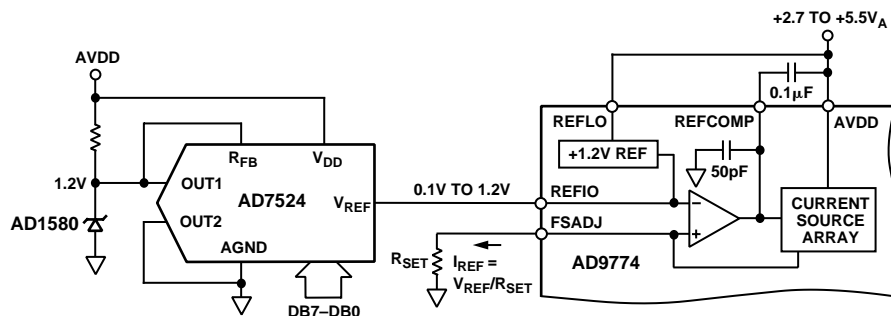 +2.7 TO +5.5VA
AVDD
0.1µF
REFLO
REFCOMP
AVDD
RFB
VDD
+1.2V REF
50pF
1.2V
OUT1
AD7524
VREF
0.1V TO 1.2V
REFIO
OUT2
FSADJ
CURRENT
SOURCE
ARRAY
AD1580
AGND
RSET
IREF =
VREF/RSET
AD9774
DB7–DB0
−
+